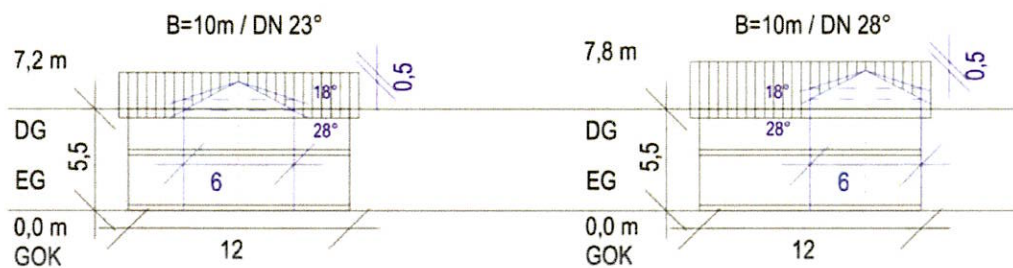 B=10m / DN 23°
7,2 m
0,5
18°
DG
28°
5,5
EG
6
0,0 m
12
GOK
B=10m / DN 28°
7,8 m
0,5
18°
DG
28°
5,5
EG
6
0,0 m
12
GOK